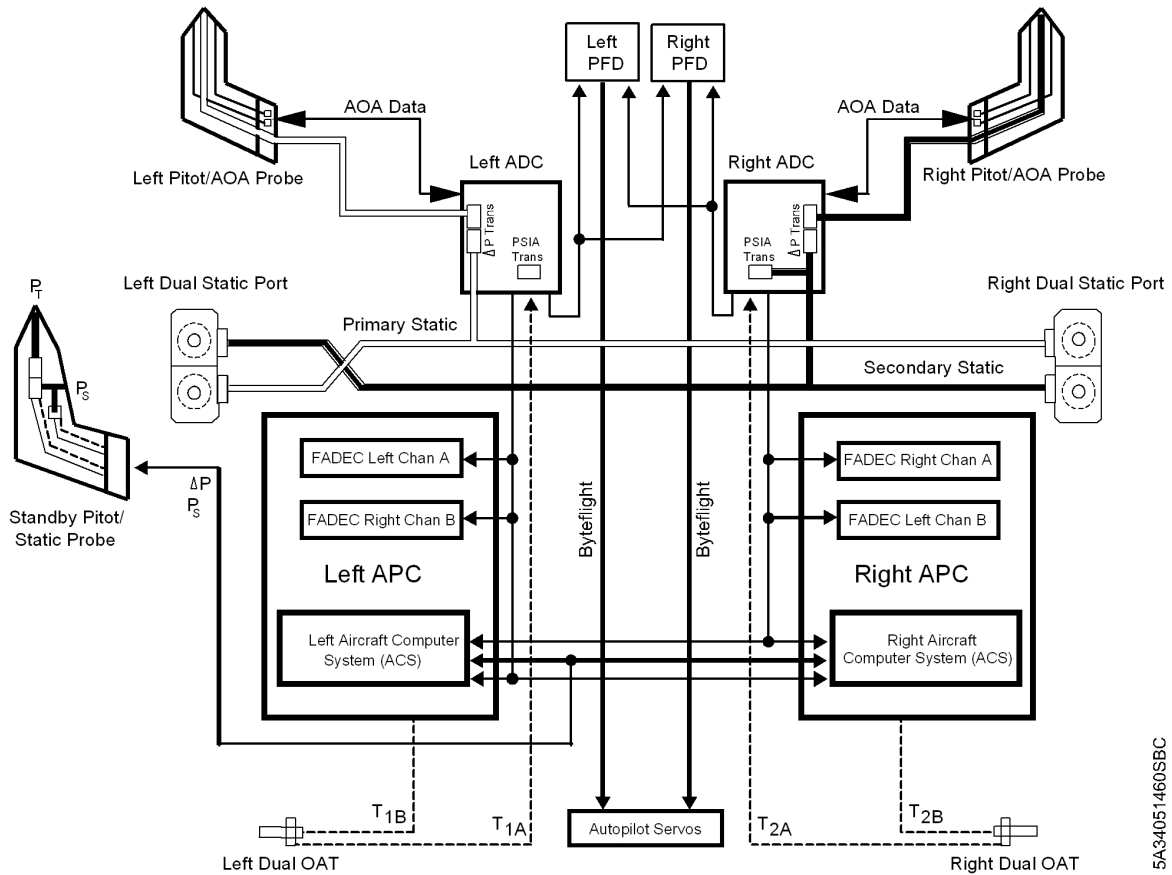 Left
PFD
Right
PFD
AOA Data
AOA Data
Left ADC
Right ADC
Left Pitot/AOA Probe
Right Pitot/AOA Probe
Δ P Trans
PSIA
Trans
PSIA
Trans
Δ P Trans
Left Dual Static Port
Right Dual Static Port
PT
Primary Static
Secondary Static
PS
FADEC Left Chan A
FADEC Right Chan A
ΔP
PS
FADEC Right Chan B
FADEC Left Chan B
Standby Pitot/
Static Probe
Byteflight
Byteflight
Left APC
Right APC
Left Aircraft Computer
System (ACS)
Right Aircraft
Computer System (ACS)
T1B
T1A
T2A
T2B
Autopilot Servos
Left Dual OAT
Right Dual OAT
5A34051460SBC